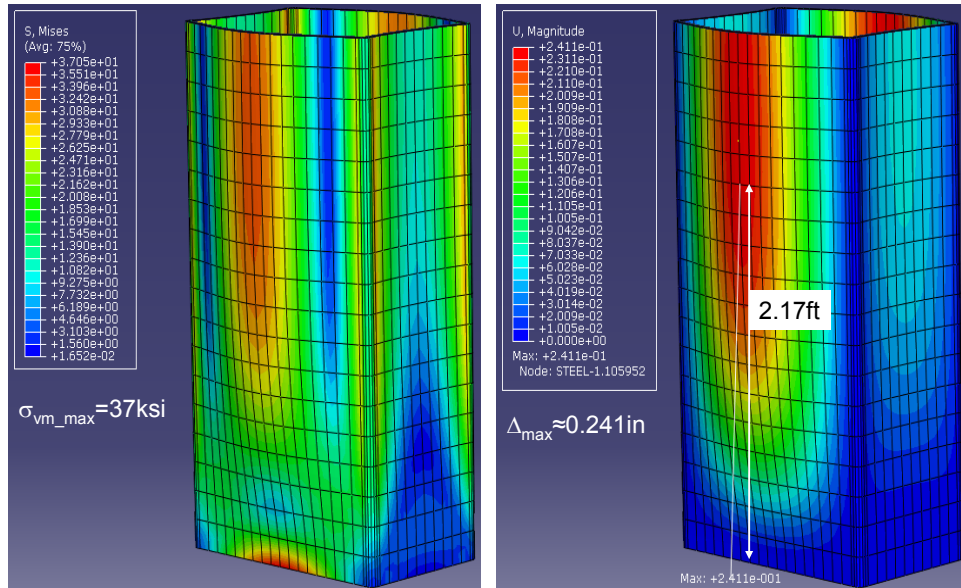 S, Mises
(Avg: 75%)
+3.705e+01
+3.551e+01
+3.396e+01
+3.242e+01
+3.088e+01
+2.933e+01
+2.779e+01
+2.625e+01
+2.471e+01
+2.316e+01
+2.162e+01
+2.008e+01
+1.853e+01
+1.699e+01
+1.545e+01
+1.390e+01
+1.236e+01
+1.082e+01
+9.275e+00
+7.732e+00
+6.189e+00
+4.646e+00
+3.103e+00
+1.560e+00
+1.652e-02
σvm_max=37ksi
U, Magnitude
+2.411e-01
+2.311e-01
+2.210e-01
+2.110e-01
+2.009e-01
+1.909e-01
+1.808e-01
+1.708e-01
+1.607e-01
+1.507e-01
+1.407e-01
+1.306e-01
+1.206e-01
+1.105e-01
+1.005e-01
+9.042e-02
+8.037e-02
+7.033e-02
+6.028e-02
+5.023e-02
+4.019e-02
+3.014e-02
+2.009e-02
+1.005e-02
+0.000e+00
Max: +2.411e-01
Node: STEEL-1.105952
2.17ft
Δmax≈0.241in
Max: +2.411e-001